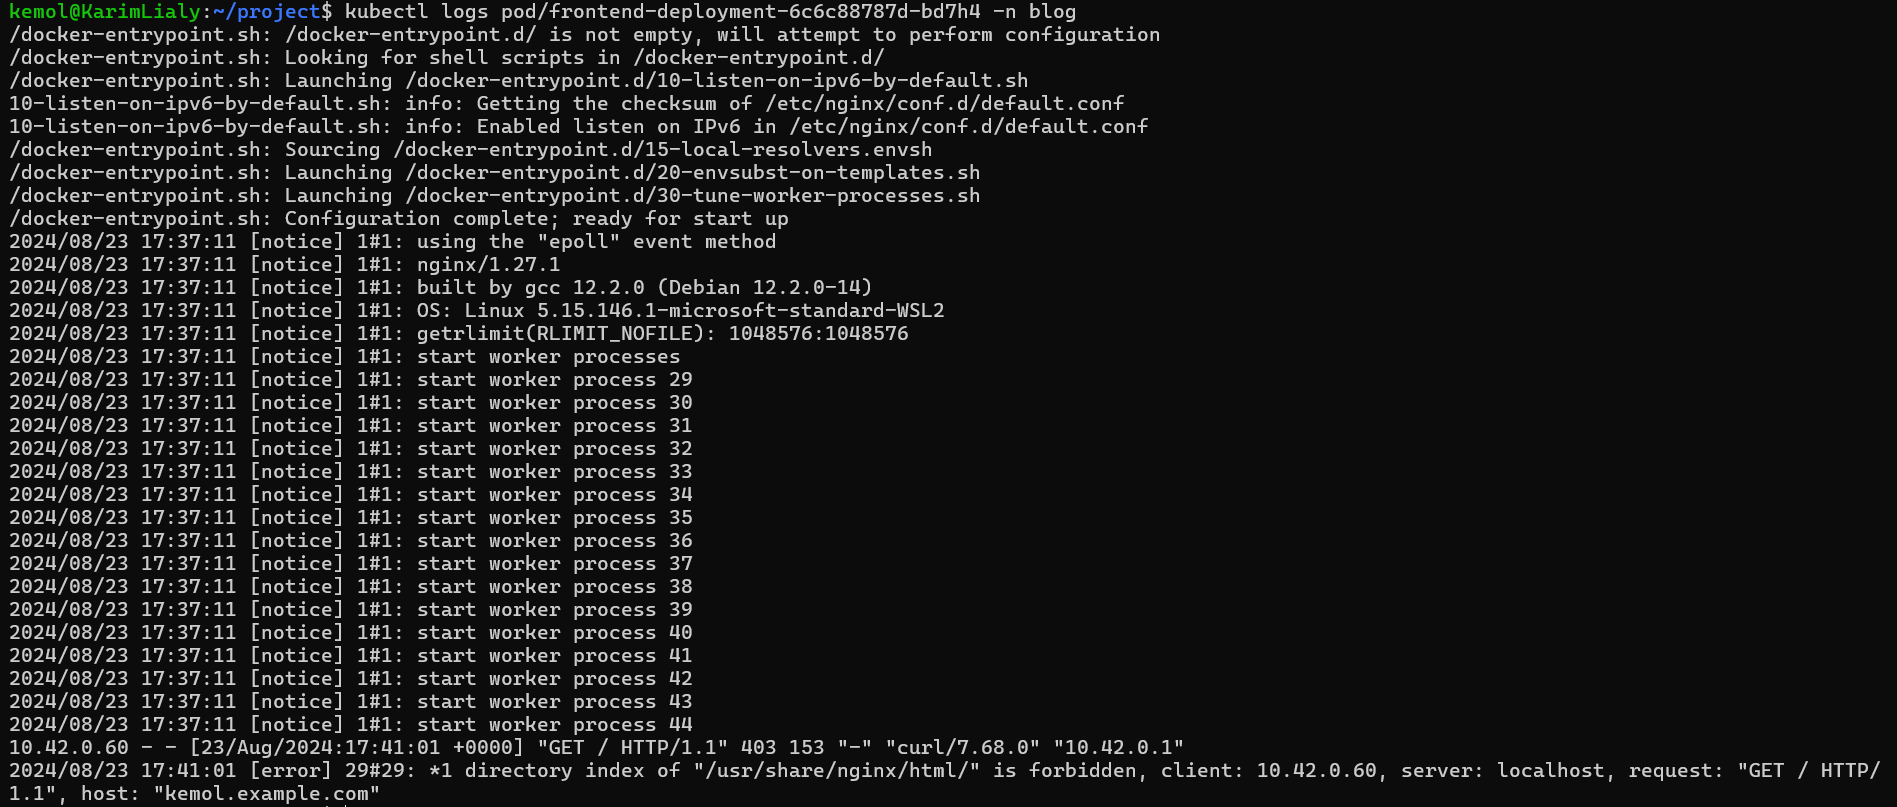 kemol@KarimLialy:~/project$ kubectl logs pod/frontend-deployment-6c6c88787d-bd7h4 -n blog
/docker-entrypoint.sh: /docker-entrypoint.d/ is not empty, will attempt to perform configuration
/docker-entrypoint.sh: Looking for shell scripts in /docker-entrypoint.d/
/docker-entrypoint.sh: Launching /docker-entrypoint.d/10-listen-on-ipv6-by-default.sh
10-listen-on-ipv6-by-default.sh: info: Getting the checksum of /etc/nginx/conf.d/default.conf
10-listen-on-ipv6-by-default.sh: info: Enabled listen on IPv6 in /etc/nginx/conf.d/default.conf
/docker-entrypoint.sh: Sourcing /docker-entrypoint.d/15-local-resolvers.envsh
/docker-entrypoint.sh: Launching /docker-entrypoint.d/20-envsubst-on-templates.sh
/docker-entrypoint.sh: Launching /docker-entrypoint.d/30-tune-worker-processes.sh
/docker-entrypoint.sh: Configuration complete; ready for start up
2024/08/23 17:37:11 [notice] 1#1: using the "epoll" event method
2024/08/23 17:37:11 [notice] 1#1: nginx/1.27.1
2024/08/23 17:37:11 [notice] 1#1: built by gcc 12.2.0 (Debian 12.2.0-14)
2024/08/23 17:37:11 [notice] 1#1: OS: Linux 5.15.146.1-microsoft-standard-WSL2
2024/08/23 17:37:11 [notice] 1#1: getrlimit(RLIMIT_NOFILE): 1048576:1048576
2024/08/23 17:37:11 [notice] 1#1: start worker processes
2024/08/23 17:37:11 [notice] 1#1: start worker process 29
2024/08/23 17:37:11 [notice] 1#1: start worker process 30
2024/08/23 17:37:11 [notice] 1#1: start worker process 31
2024/08/23 17:37:11 [notice] 1#1: start worker process 32
2024/08/23 17:37:11 [notice] 1#1: start worker process 33
2024/08/23 17:37:11 [notice] 1#1: start worker process 34
2024/08/23 17:37:11 [notice] 1#1: start worker process 35
2024/08/23 17:37:11 [notice] 1#1: start worker process 36
2024/08/23 17:37:11 [notice] 1#1: start worker process 37
2024/08/23 17:37:11 [notice] 1#1: start worker process 38
2024/08/23 17:37:11 [notice] 1#1: start worker process 39
2024/08/23 17:37:11 [notice] 1#1: start worker process 40
2024/08/23 17:37:11 [notice] 1#1: start worker process 41
2024/08/23 17:37:11 [notice] 1#1: start worker process 42
2024/08/23 17:37:11 [notice] 1#1: start worker process 43
2024/08/23 17:37:11 [notice] 1#1: start worker process 44
10.42.0.60 - - [23/Aug/2024:17:41:01 +0000] "GET / HTTP/1.1" 403 153 "-" "curl/7.68.0" "10.42.0.1"
2024/08/23 17:41:01 [error] 29#29: *1 directory index of "/usr/share/nginx/html/" is forbidden, client: 10.42.0.60, server: localhost, request: "GET / HTTP/
1.1", host: "kemol.example.com"